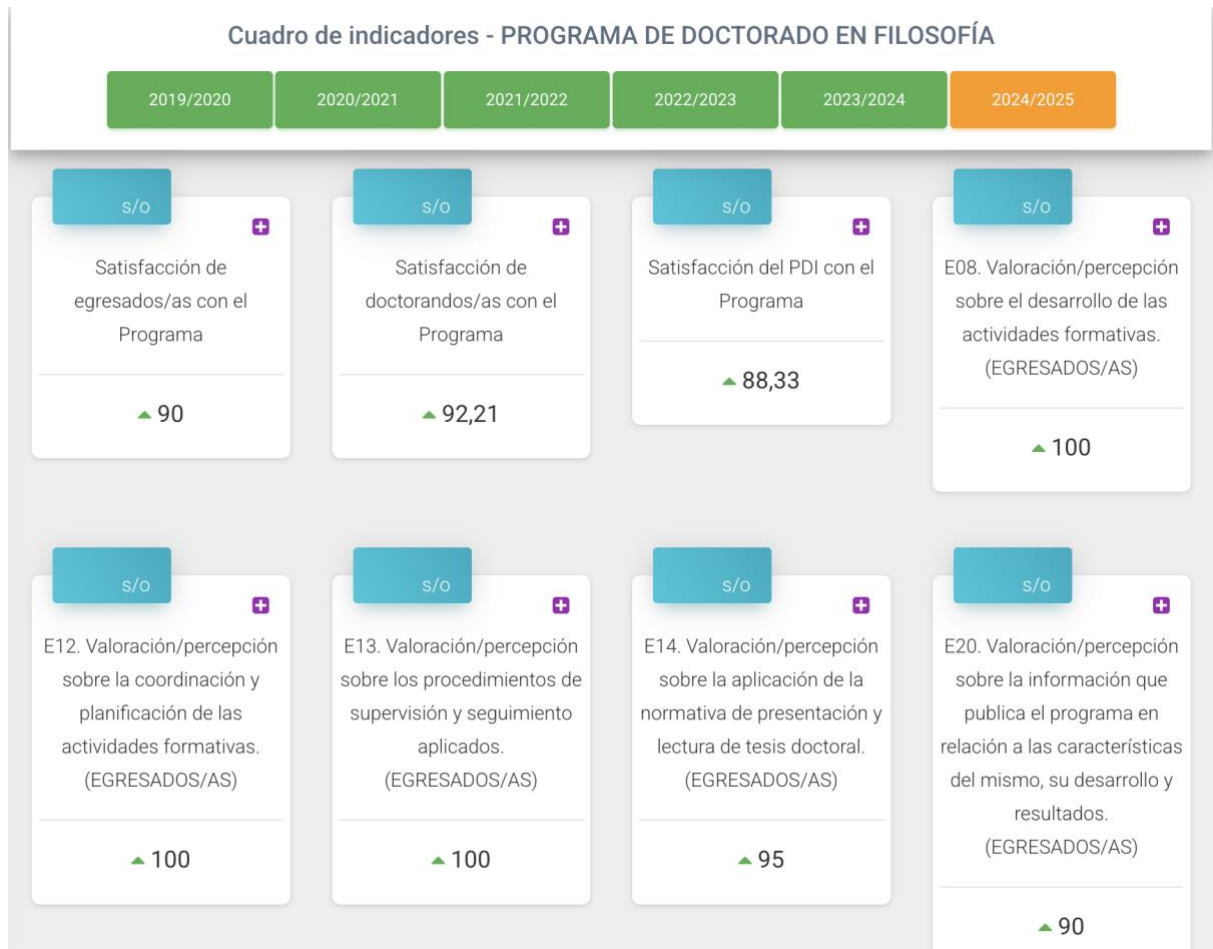 Cuadro de indicadores - PROGRAMA DE DOCTORADO EN FILOSOFÍA
2019/2020
2020/2021
2021/2022
2022/2023
2023/2024
2024/2025
s/o
Satisfacción de
egresados/as con el
Programa
90
s/o
Satisfacción de
doctorandos/as con el
Programa
92,21
s/o
Satisfacción del PDI con el
Programa
88,33
s/o
E08. Valoración/percepción
sobre el desarrollo de las
actividades formativas.
(EGRESADOS/AS)
100
s/o
E12. Valoración/percepción
sobre la coordinación y
planificación de las
actividades formativas.
(EGRESADOS/AS)
100
s/o
E13. Valoración/percepción
sobre los procedimientos de
supervisión y seguimiento
aplicados.
(EGRESADOS/AS)
100
s/o
E14. Valoración/percepción
sobre la aplicación de la
normativa de presentación y
lectura de tesis doctoral.
(EGRESADOS/AS)
95
s/o
E20. Valoración/percepción
sobre la información que
publica el programa en
relación a las características
del mismo, su desarrollo y
resultados.
(EGRESADOS/AS)
90